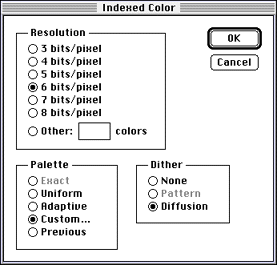 Indexed Color
Resolution
3 bits/pixel
4 bits/pixel
5 bits/pixel
6 bits/pixel
7 bits/pixel
8 bits/pixel
Other: colors
OK
Cancel
Palette
Exact
Uniform
Adaptive
Custom...
Previous
Dither
None
Pattern
Diffusion